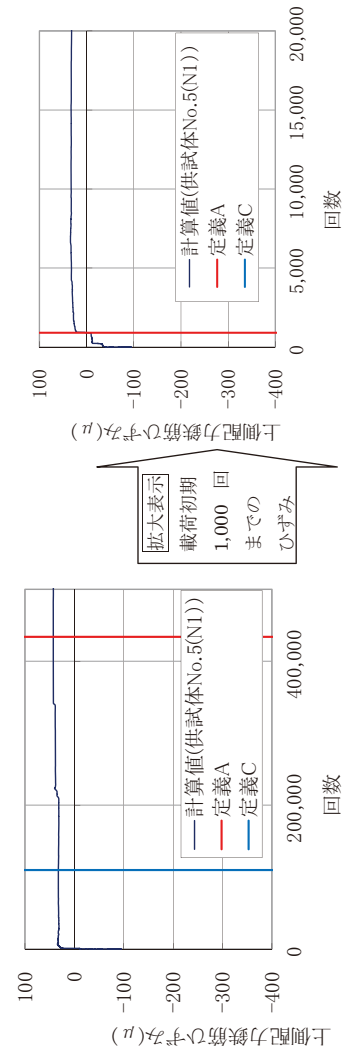 100
0
−100
−200
−300
−400
上側配力鉄筋ひずみ(μ)
0
200,000
400,000
回数
計算値(供試体No.5(N1))
定義A
定義C
拡大表示
載荷初期
1,000 回
までの
ひずみ
100
0
−100
−200
−300
−400
上側配力鉄筋ひずみ(μ)
0
5,000
10,000
15,000
20,000
回数
計算値(供試体No.5(N1))
定義A
定義C